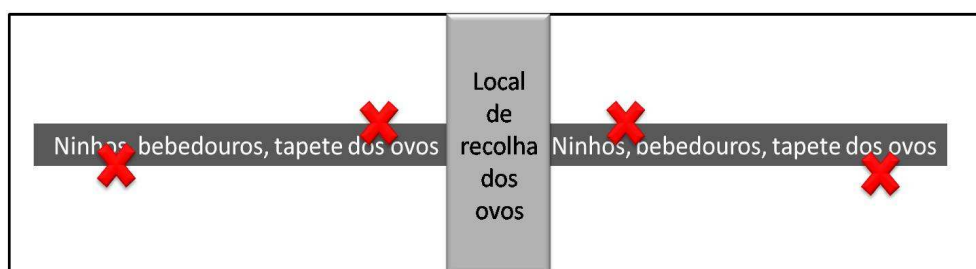 Ninhos, bebedouros, tapete dos ovos
Local
de
recolha
dos
ovos
Ninhos, bebedouros, tapete dos ovos